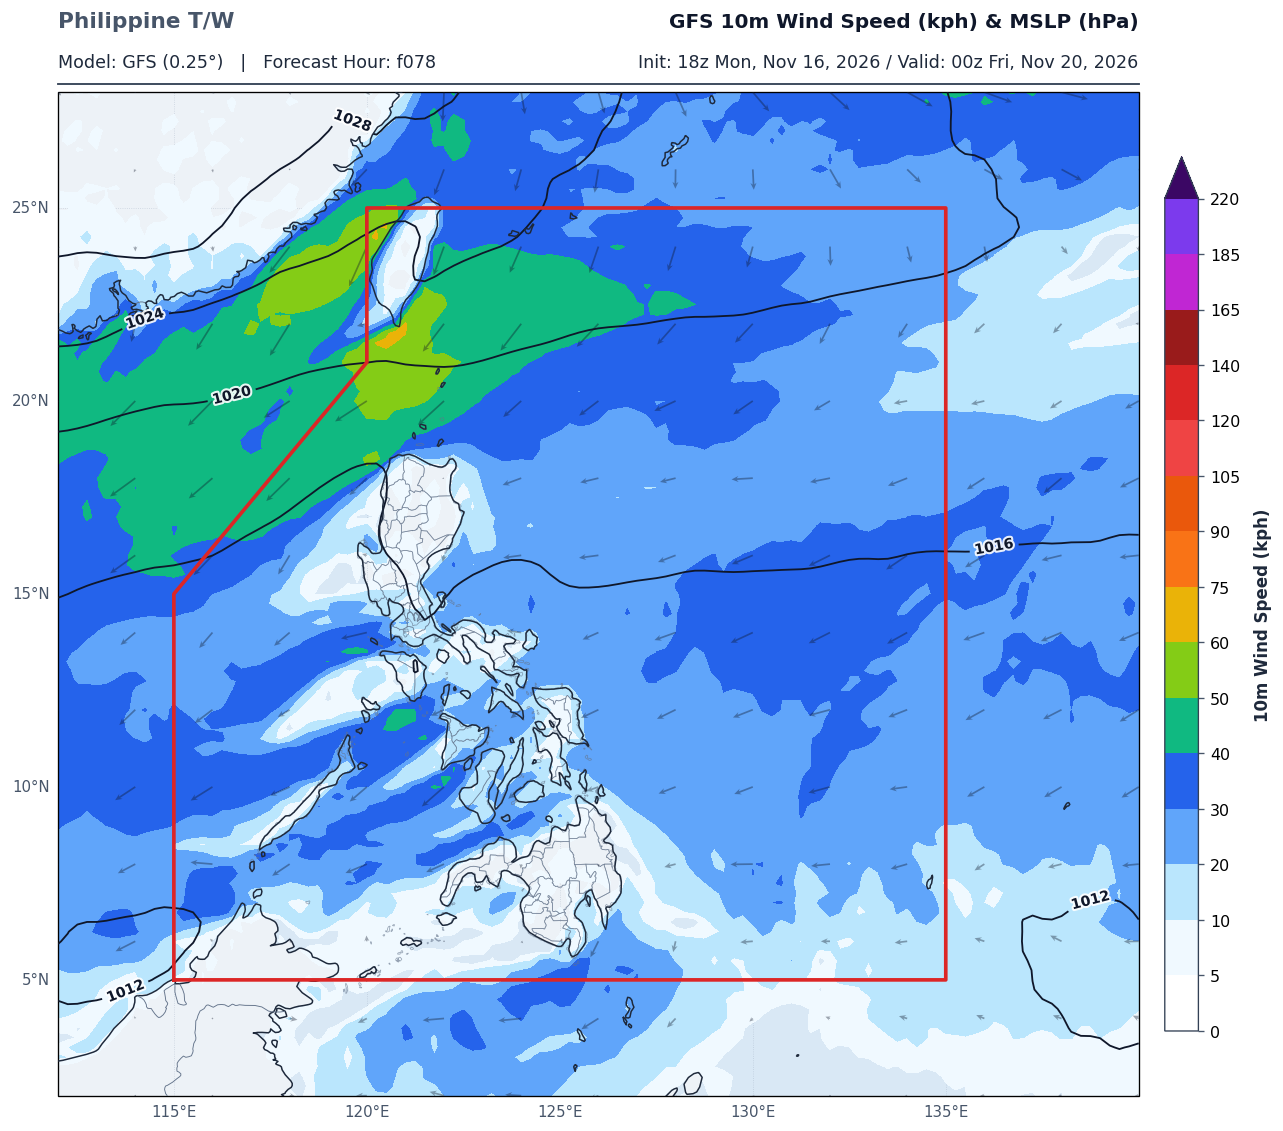 Philippine T/W
GFS 10m Wind Speed (kph) & MSLP (hPa)
Model: GFS (0.25°)   |   Forecast Hour: f078
Init: 18z Mon, Nov 16, 2026 / Valid: 00z Fri, Nov 20, 2026
1028
1024
1020
1016
1012
1012
25°N
20°N
15°N
10°N
5°N
115°E
120°E
125°E
130°E
135°E
220
185
165
140
120
105
90
75
60
50
40
30
20
10
5
0
10m Wind Speed (kph)